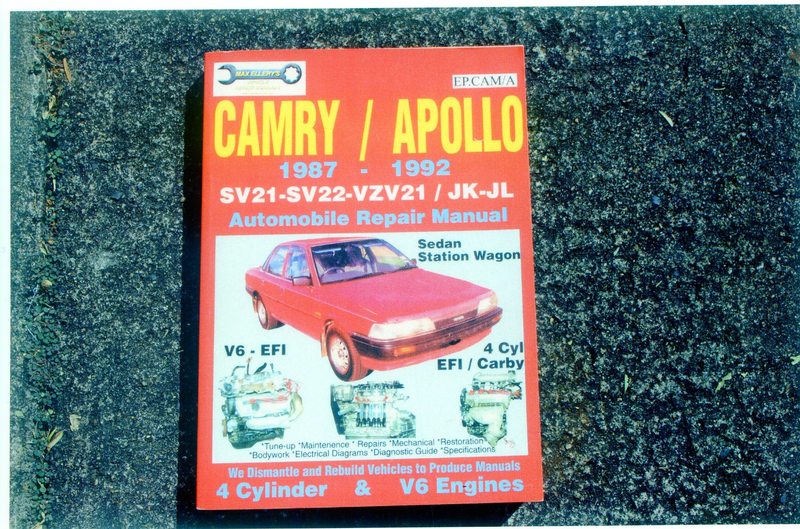 MAX ELLERY'S
EP.CAM/A
CAMRY / APOLLO
1987 - 1992
SV21-SV22-VZV21 / JK-JL
Automobile Repair Manual
Sedan
Station Wagon
V6 - EFI
4 Cyl
EFI / Carby
*Tune-up *Maintenence * Repairs *Mechanical *Restoration*
*Bodywork *Electrical Diagrams *Diagnostic Guide *Specifications
We Dismantle and Rebuild Vehicles to Produce Manuals
4 Cylinder & V6 Engines